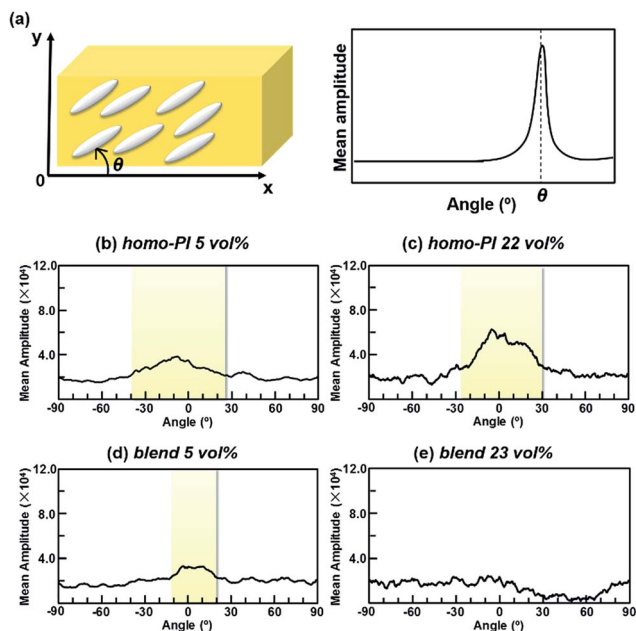 (a)
y
θ
0
x
Mean amplitude
Angle (º)
θ
(b) homo-PI 5 vol%
Mean Amplitude (×10⁴)
12.0
8.0
4.0
-90 -60 -30 0 30 60 90
Angle (º)
(c) homo-PI 22 vol%
Mean Amplitude (×10⁴)
12.0
8.0
4.0
-90 -60 -30 0 30 60 90
Angle (º)
(d) blend 5 vol%
Mean Amplitude (×10⁴)
12.0
8.0
4.0
-90 -60 -30 0 30 60 90
Angle (º)
(e) blend 23 vol%
Mean Amplitude (×10⁴)
12.0
8.0
4.0
-90 -60 -30 0 30 60 90
Angle (º)